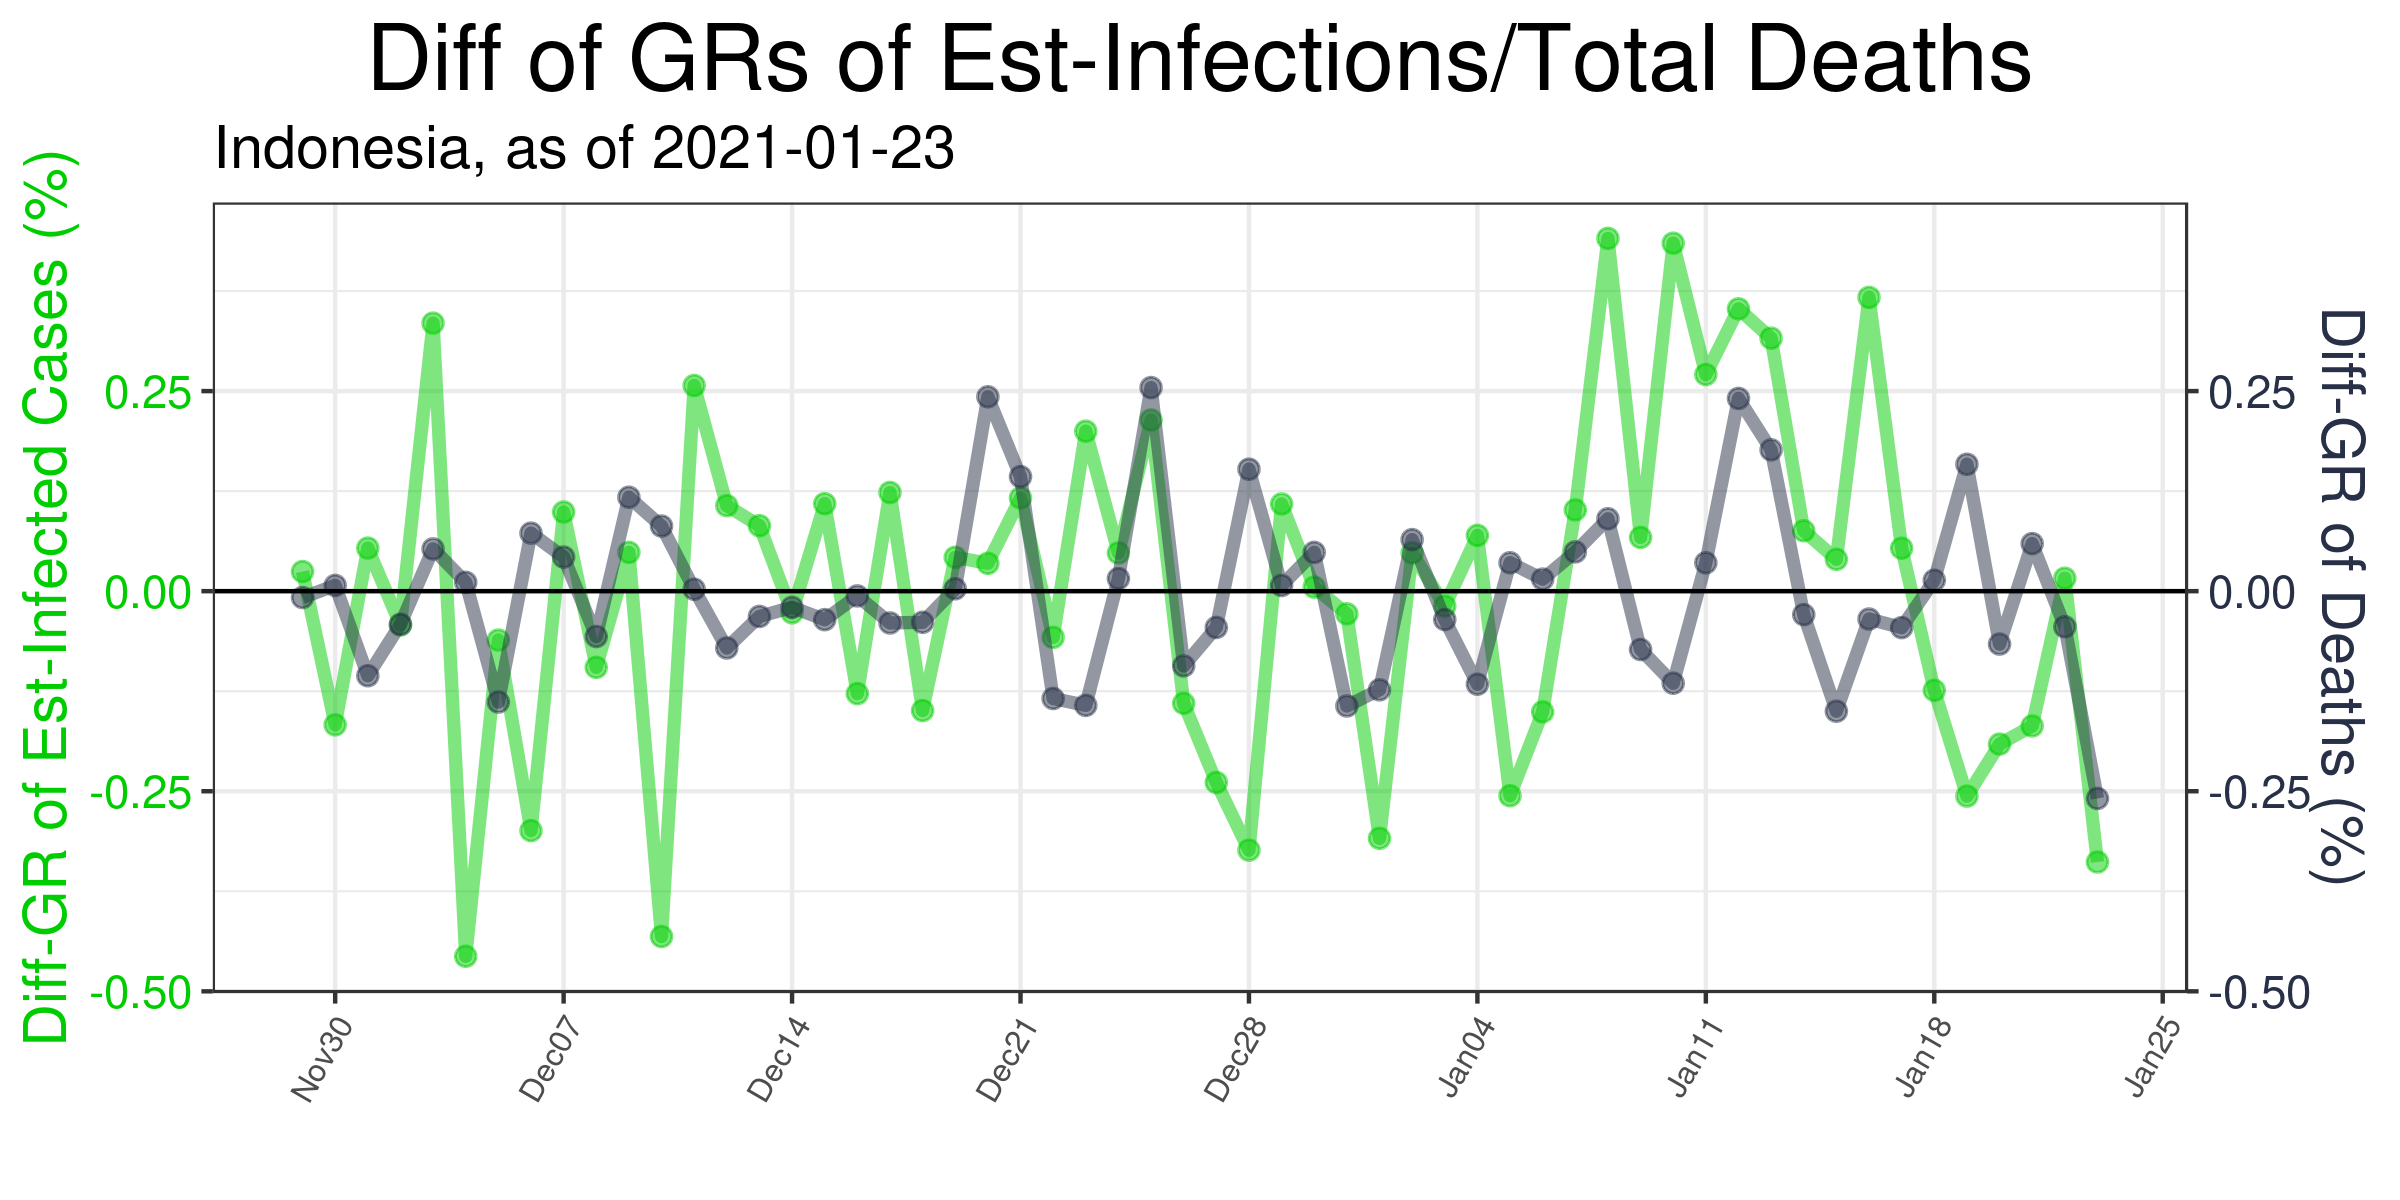 Diff of GRs of Est-Infections/Total Deaths
Indonesia, as of 2021-01-23
Diff-GR of Est-Infected Cases (%)
0.25
0.00
-0.25
-0.50
0.25
0.00
-0.25
-0.50
Diff-GR of Deaths (%)
Nov30
Dec07
Dec14
Dec21
Dec28
Jan04
Jan11
Jan18
Jan25